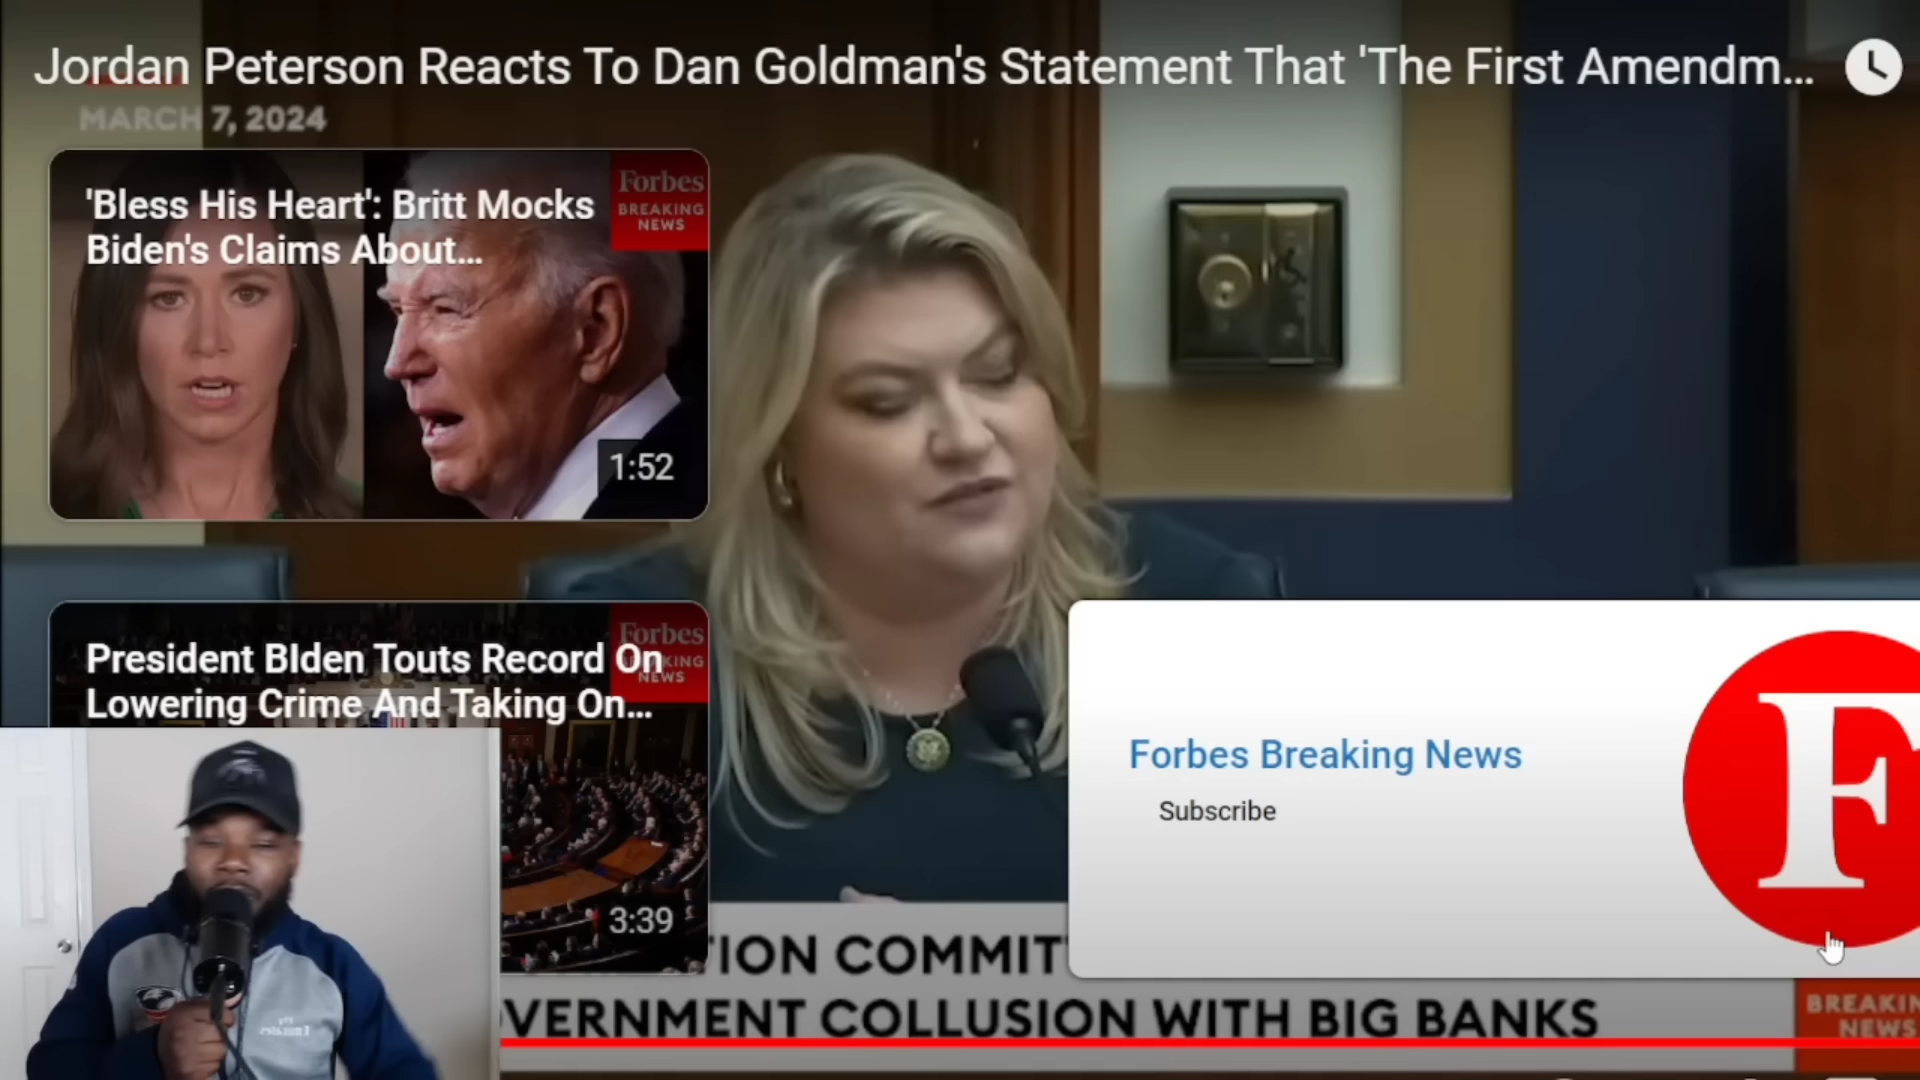 Jordan Peterson Reacts To Dan Goldman's Statement That 'The First Amendm...
MARCH 7, 2024
'Bless His Heart': Britt Mocks
Biden's Claims About...
Forbes
BREAKING
NEWS
1:52
President BIden Touts Record On
Lowering Crime And Taking On...
Forbes
NEWS
3:39
Forbes Breaking News
Subscribe
F
TION COMMIT
VERNMENT COLLUSION WITH BIG BANKS
BREAKIN
NEWS